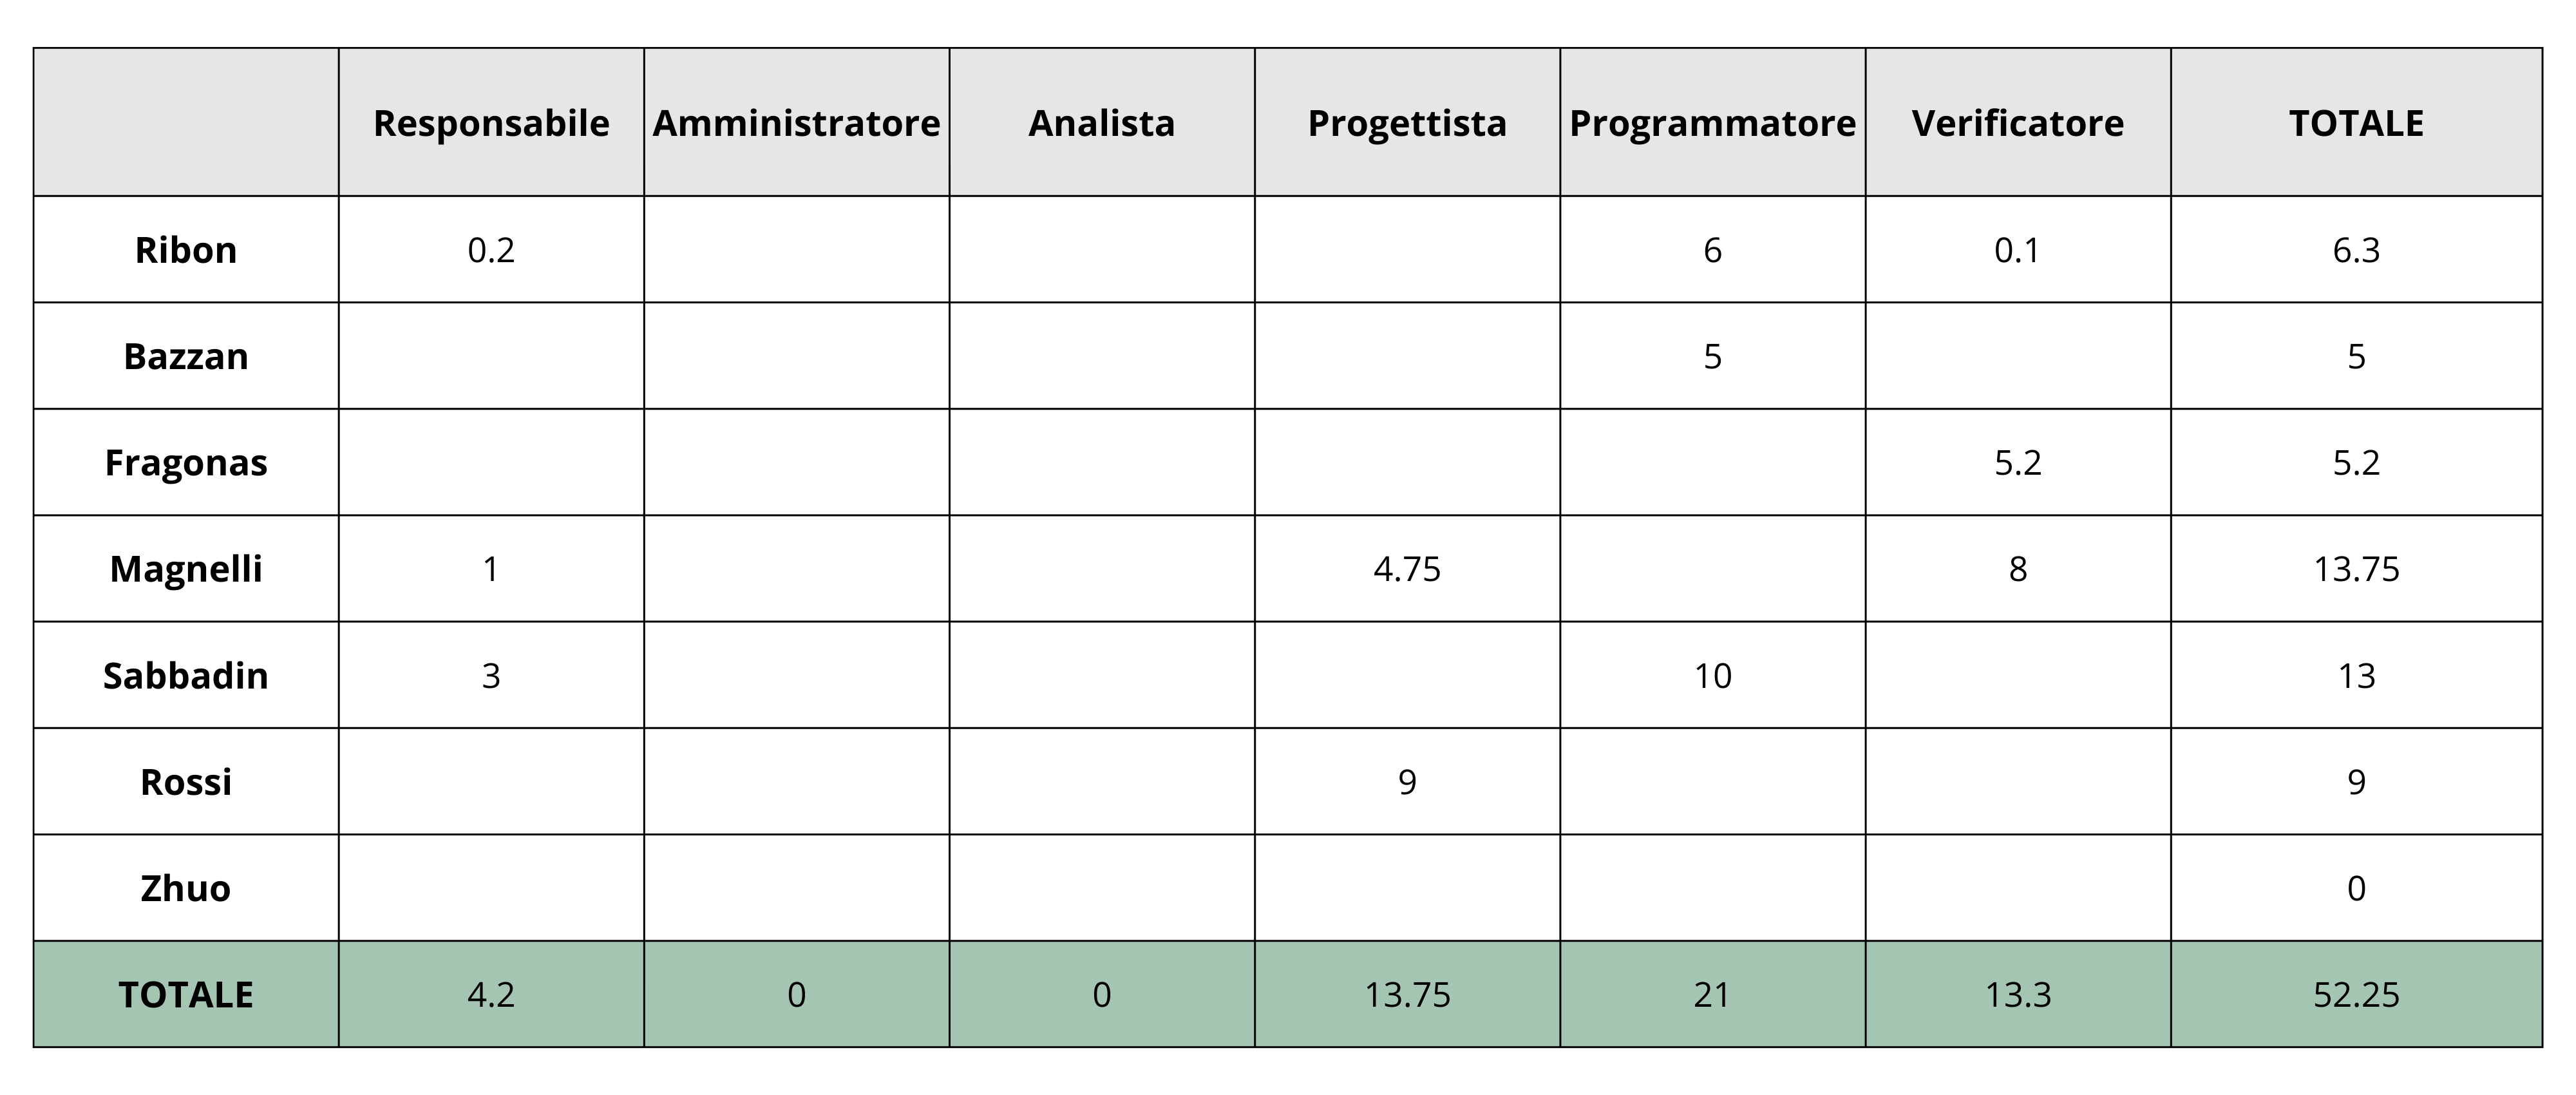 Responsabile Amministratore Analista Progettista Programmatore Verificatore TOTALE
Ribon 0.2 6 0.1 6.3
Bazzan 5 5
Fragonas 5.2 5.2
Magnelli 1 4.75 8 13.75
Sabbadin 3 10 13
Rossi 9 9
Zhuo 0
TOTALE 4.2 0 0 13.75 21 13.3 52.25